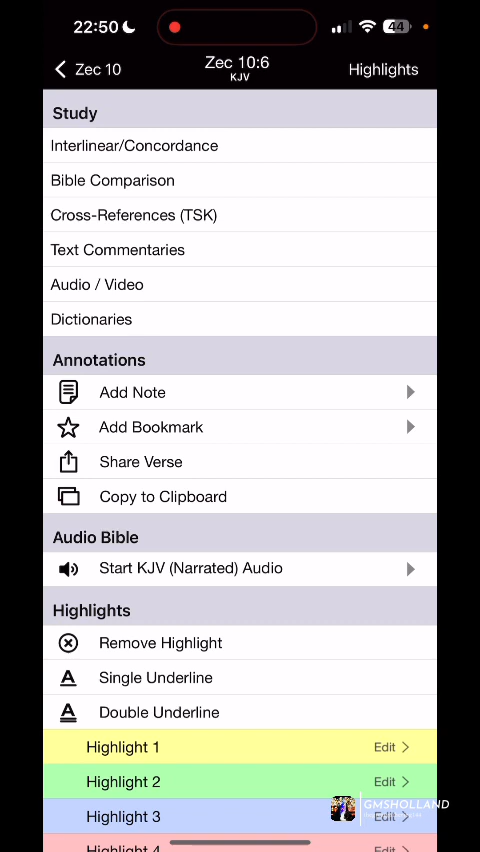 22:50
44
Zec 10
Zec 10:6
KJV
Highlights
Study
Interlinear/Concordance
Bible Comparison
Cross-References (TSK)
Text Commentaries
Audio / Video
Dictionaries
Annotations
Add Note
Add Bookmark
Share Verse
Copy to Clipboard
Audio Bible
Start KJV (Narrated) Audio
Highlights
Remove Highlight
A Single Underline
A Double Underline
Highlight 1 Edit
Highlight 2 Edit
GMSHOLLAND
Highlight 3 Edit
Highlight 4 Edit